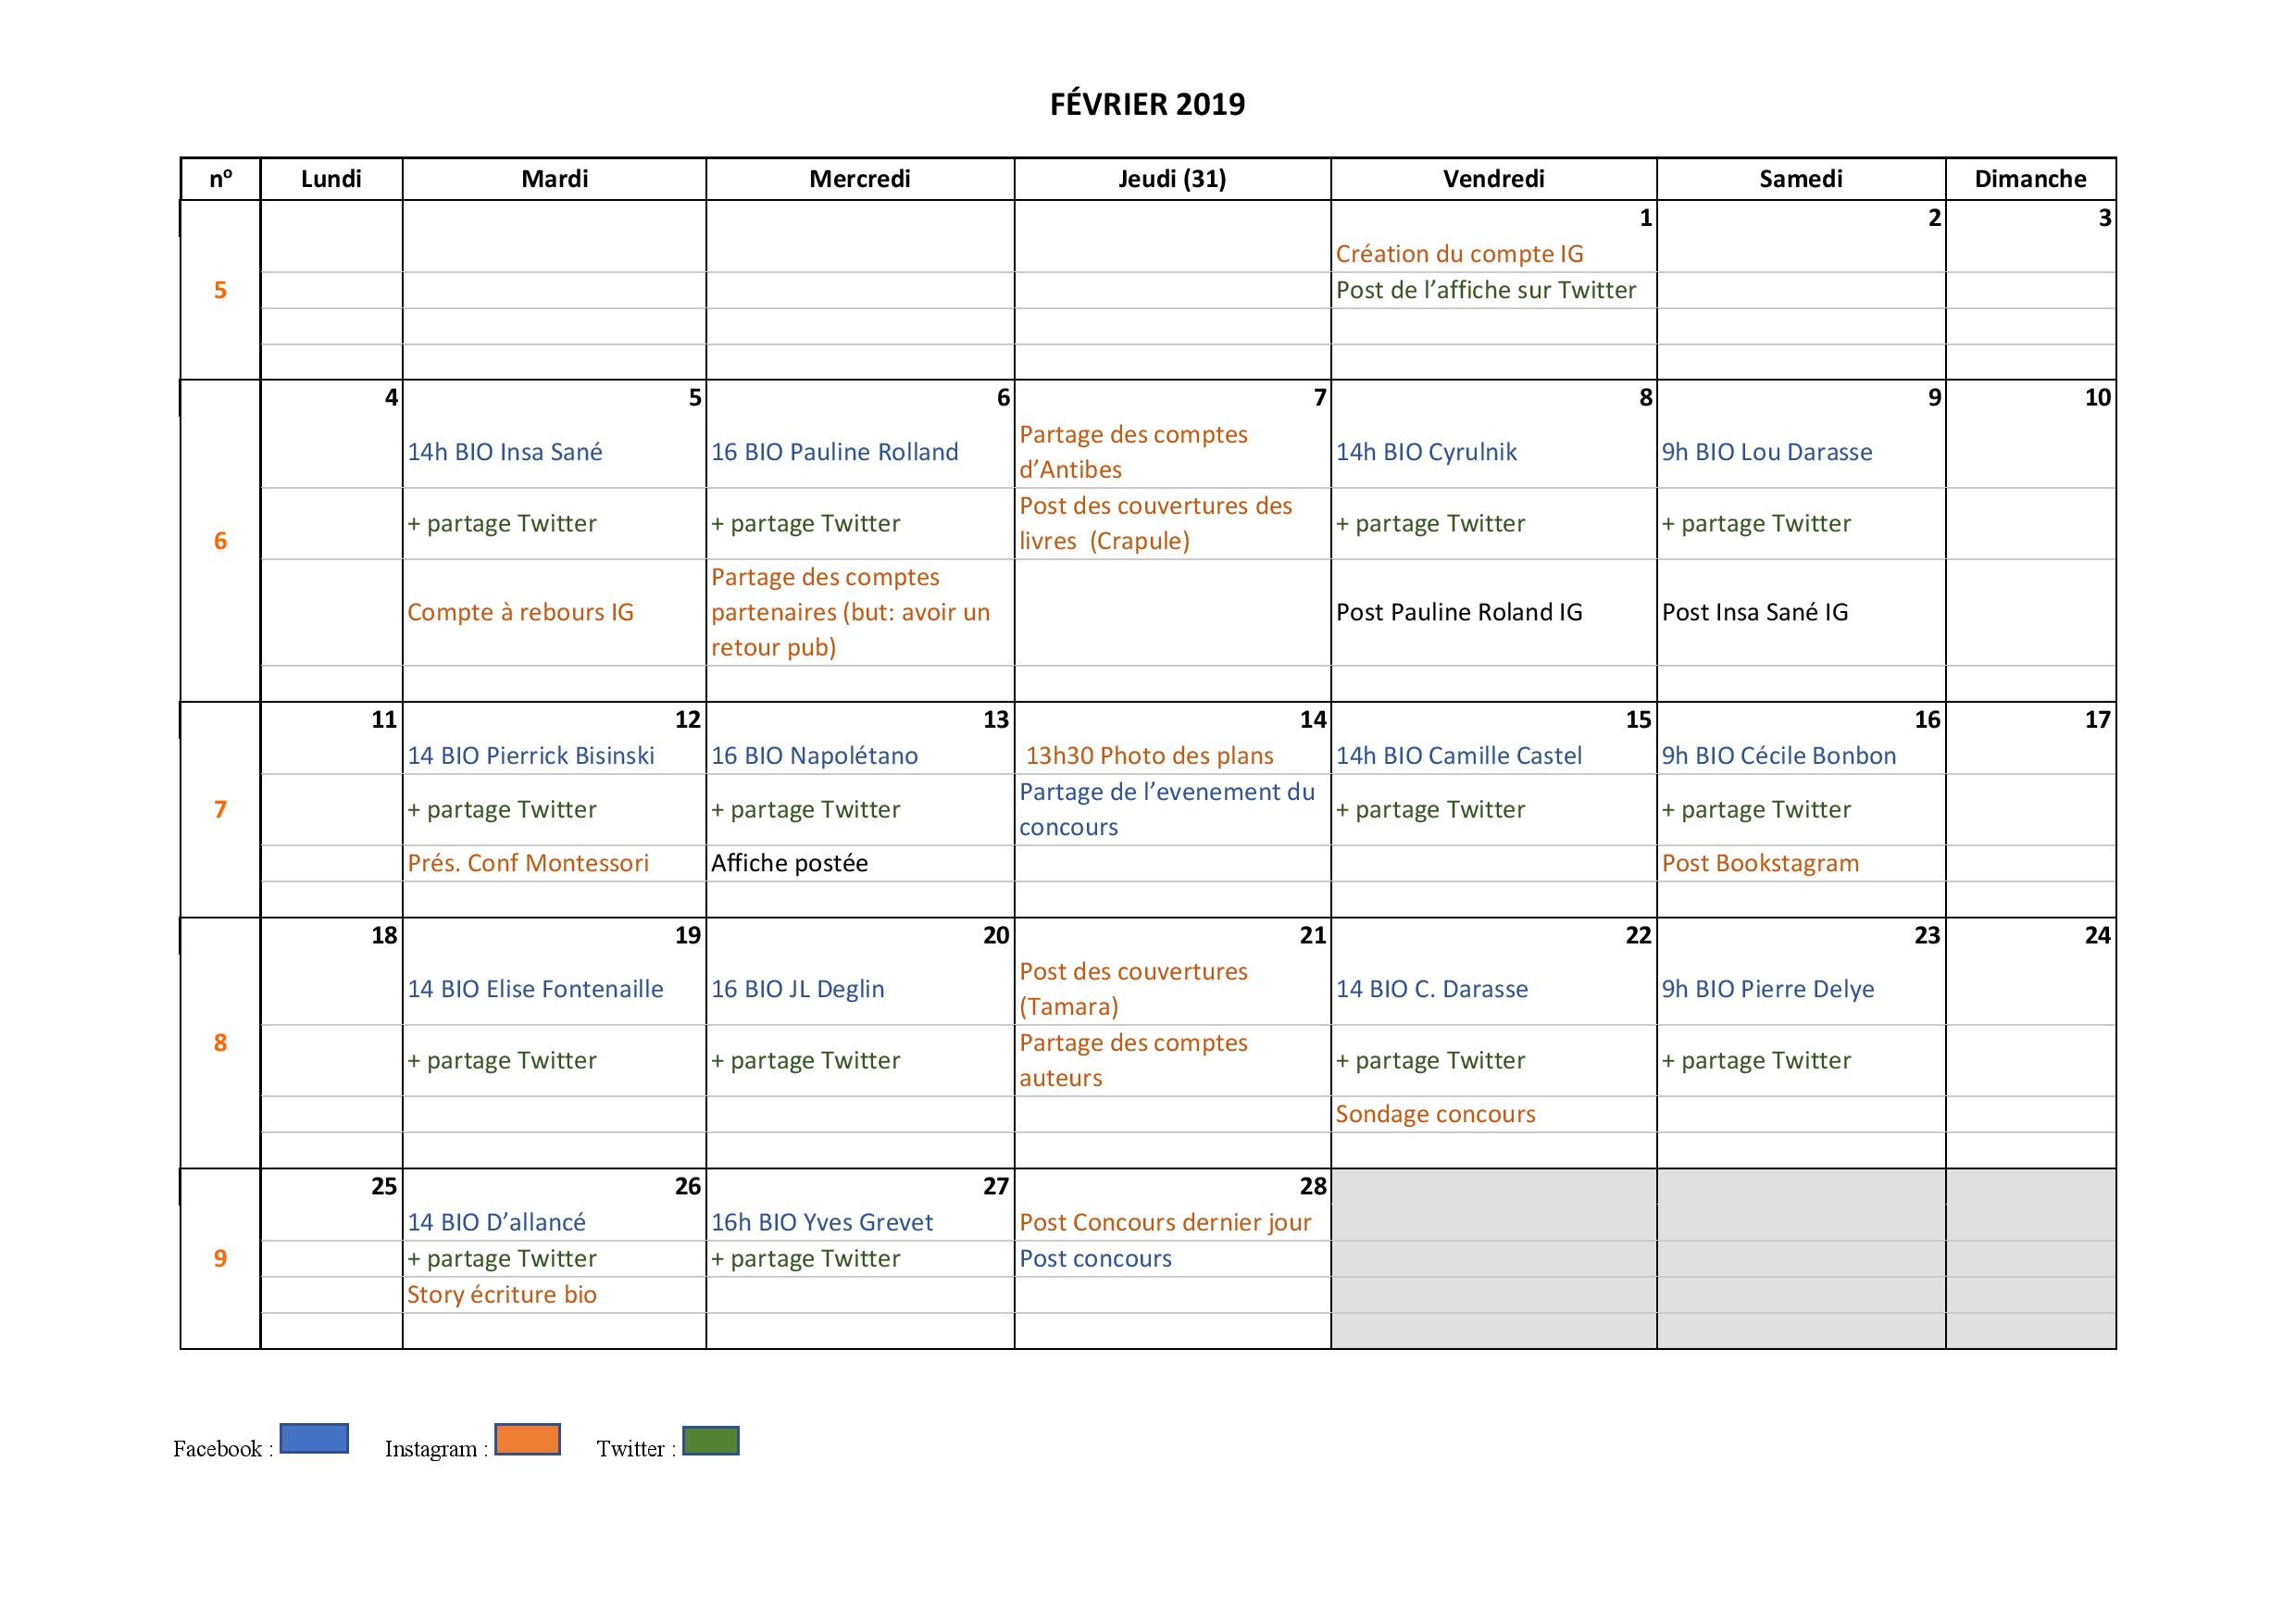 FÉVRIER 2019
nº Lundi Mardi Mercredi Jeudi (31) Vendredi Samedi Dimanche
1 2 3
Création du compte IG
5
Post de l’affiche sur Twitter
4 5 6 7 8 9 10
14h BIO Insa Sané
16 BIO Pauline Rolland
Partage des comptes
d’Antibes
14h BIO Cyrulnik
9h BIO Lou Darasse
6
+ partage Twitter
+ partage Twitter
Post des couvertures des
livres (Crapule)
+ partage Twitter
+ partage Twitter
Compte à rebours IG
Partage des comptes
partenaires (but: avoir un
retour pub)
Post Pauline Roland IG
Post Insa Sané IG
11 12 13 14 15 16 17
14 BIO Pierrick Bisinski
16 BIO Napolétano
13h30 Photo des plans
14h BIO Camille Castel
9h BIO Cécile Bonbon
7
+ partage Twitter
+ partage Twitter
Partage de l’evenement du
concours
+ partage Twitter
+ partage Twitter
Prés. Conf Montessori
Affiche postée
Post Bookstagram
18 19 20 21 22 23 24
14 BIO Elise Fontenaille
16 BIO JL Deglin
Post des couvertures
(Tamara)
14 BIO C. Darasse
9h BIO Pierre Delye
8
+ partage Twitter
+ partage Twitter
Partage des comptes
auteurs
+ partage Twitter
+ partage Twitter
Sondage concours
25 26 27 28
14 BIO D’allancé
16h BIO Yves Grevet
Post Concours dernier jour
9
+ partage Twitter
+ partage Twitter
Post concours
Story écriture bio
Facebook : Instagram : Twitter :